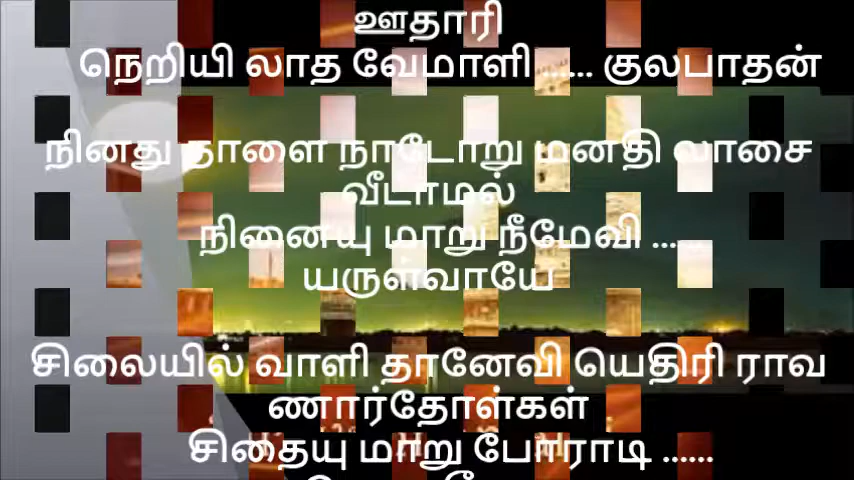 ஊதாரி
நெறியி லாத வேமாளி ...... குலபாதன்
நினது தாளை நாடோறு மனதி லாசை
வீடாமல்
நினையு மாறு நீமேவி ......
யருள்வாயே
சிலையில் வாளி தானேவி யெதிரி ராவ
ணார்தோள்கள்
சிதையு மாறு போராடி ......